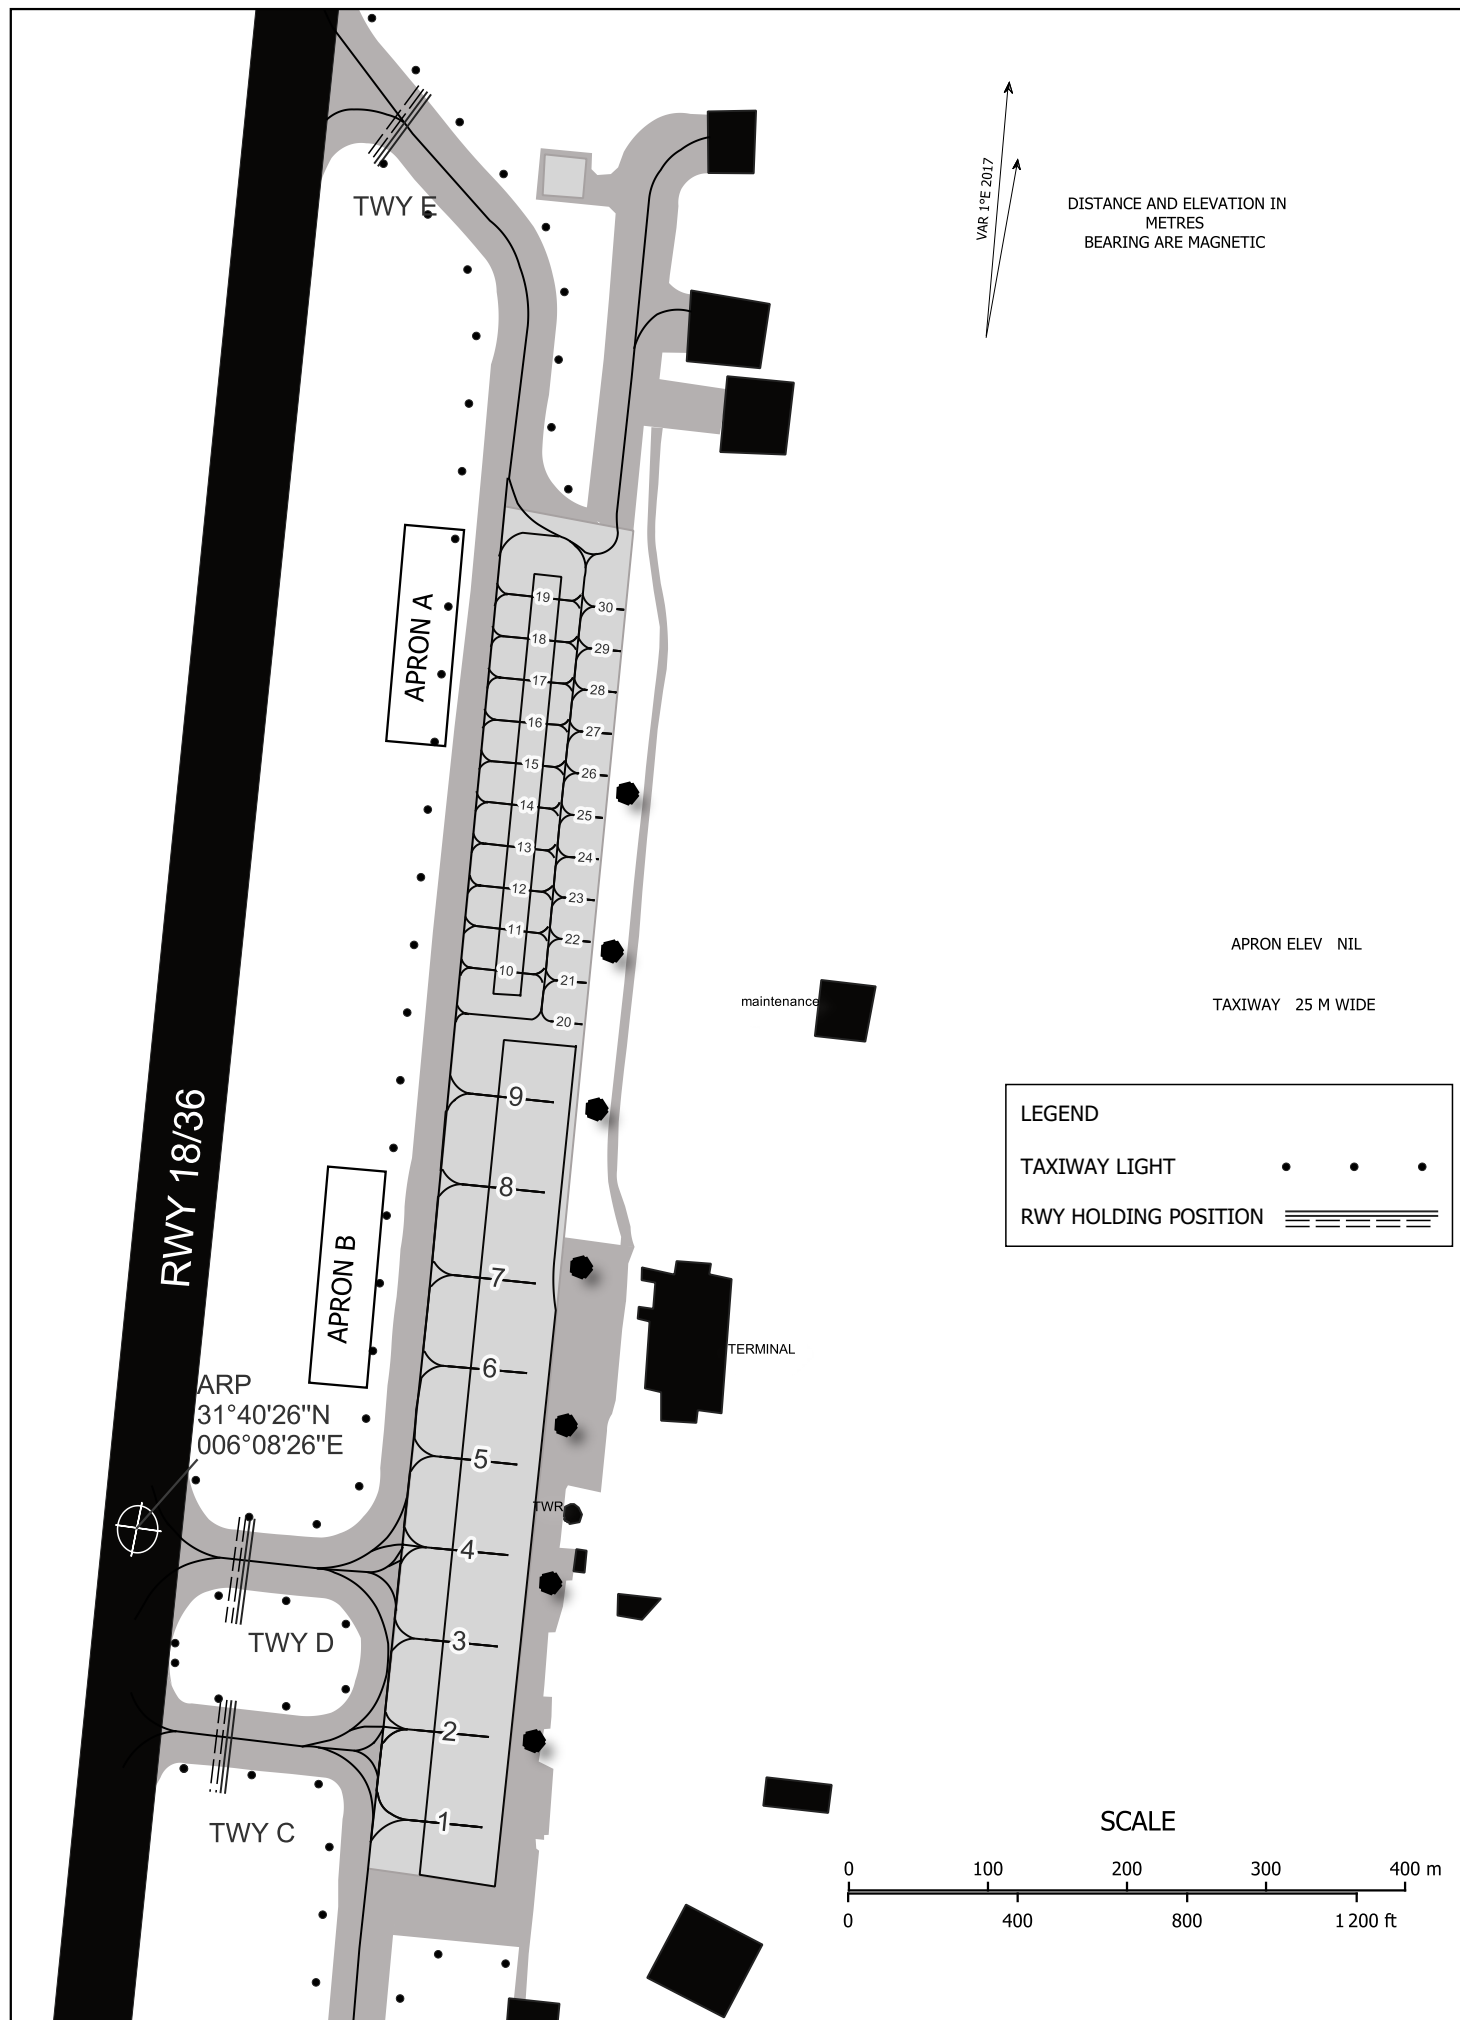 TWY E
VAR 1°E 2017
DISTANCE AND ELEVATION IN
METRES
BEARING ARE MAGNETIC
APRON A
19
30
18
29
17
28
16
27
15
26
14
25
13
24
12
23
11
22
10
21
20
APRON ELEV NIL
maintenance
TAXIWAY 25 M WIDE
RWY 18/36
9
8
7
6
5
4
3
2
1
LEGEND
TAXIWAY LIGHT
RWY HOLDING POSITION
APRON B
TERMINAL
ARP
31°40'26"N
006°08'26"E
TWR
TWY D
TWY C
SCALE
0 100 200 300 400 m
0 400 800 1200 ft